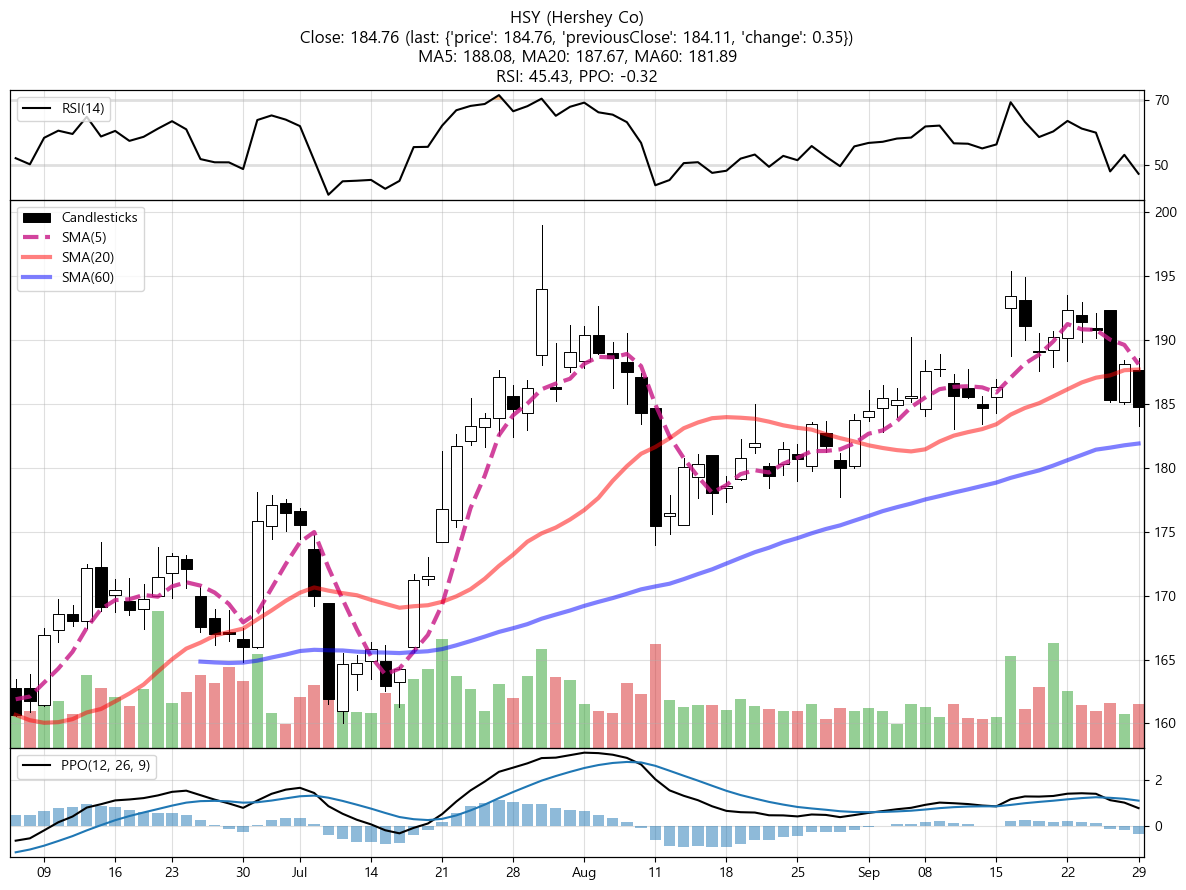 HSY (Hershey Co)
Close: 184.76 (last: {'price': 184.76, 'previousClose': 184.11, 'change': 0.35})
MA5: 188.08, MA20: 187.67, MA60: 181.89
RSI: 45.43, PPO: -0.32
RSI(14)
70
50
Candlesticks
SMA(5)
SMA(20)
SMA(60)
200
195
190
185
180
175
170
165
160
PPO(12, 26, 9)
2
0
09 16 23 30 Jul 14 21 28 Aug 11 18 25 Sep 08 15 22 29